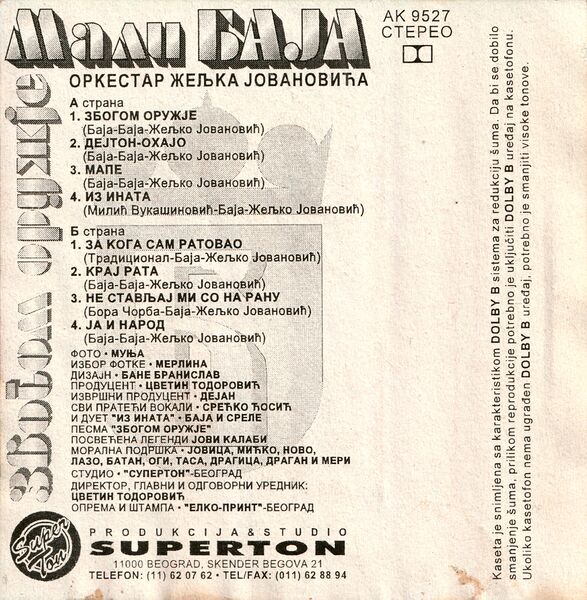 Мали БАЈА
АК 9527
СТЕРЕО
ОРКЕСТАР ЖЕЉКА ЈОВАНОВИЋА
Збогом оружје
А страна
1. ЗБОГОМ ОРУЖЈЕ
(Баја-Баја-Жељко Јовановић)
2. ДЕЈТОН-ОХАЈО
(Баја-Баја-Жељко Јовановић)
3. МАПЕ
(Баја-Баја-Жељко Јовановић)
4. ИЗ ИНАТА
(Милић Вукашиновић-Баја-Жељко Јовановић)
Б страна
1. ЗА КОГА САМ РАТОВАО
(Традиционал-Баја-Жељко Јовановић)
2. КРАЈ РАТА
(Баја-Баја-Жељко Јовановић)
3. НЕ СТАВЉАЈ МИ СО НА РАНУ
(Бора Чорба-Баја-Жељко Јовановић)
4. ЈА И НАРОД
(Баја-Баја-Жељко Јовановић)
ФОТО • МУЊА
ИЗБОР ФОТКЕ • МЕРЛИНА
ДИЗАЈН • БАНЕ БРАНИСЛАВ
ПРОДУЦЕНТ • ЦВЕТИН ТОДОРОВИЋ
ИЗВРШНИ ПРОДУЦЕНТ • ДЕЈАН
СВИ ПРАТЕЋИ ВОКАЛИ • СРЕЋКО ЋОСИЋ
И ДУЕТ "ИЗ ИНАТА" • БАЈА И СРЕЛЕ
ПЕСМА "ЗБОГОМ ОРУЖЈЕ"
ПОСВЕЋЕНА ЛЕГЕНДИ ЈОВИ КАЛАБИ
МОРАЛНА ПОДРШКА • ЈОВИЦА, МИЋКО, НОВО,
ЛАЗО, БАТАН, ОГИ, ТАСА, ДРАГИЦА, ДРАГАН И МЕРИ
СТУДИО • "СУПЕРТОН"-БЕОГРАД
ДИРЕКТОР, ГЛАВНИ И ОДГОВОРНИ УРЕДНИК:
ЦВЕТИН ТОДОРОВИЋ
ОПРЕМА И ШТАМПА • "ЕЛКО-ПРИНТ"-БЕОГРАД
Super Ton
PRODUKCIJA & STUDIO
SUPERTON
11000 BEOGRAD, SKENDER BEGOVA 21
TELEFON: (11) 62 07 62 • TEL/FAX: (011) 62 88 94
Kaseta je snimljena sa karakteristikom DOLBY B sistema za redukciju šuma. Da bi se dobilo
smanjenje šuma, prilikom reprodukcije potrebno je uključiti DOLBY B uređaj na kasetofonu.
Ukoliko kasetofon nema ugrađen DOLBY B uređaj, potrebno je smanjiti visoke tonove.